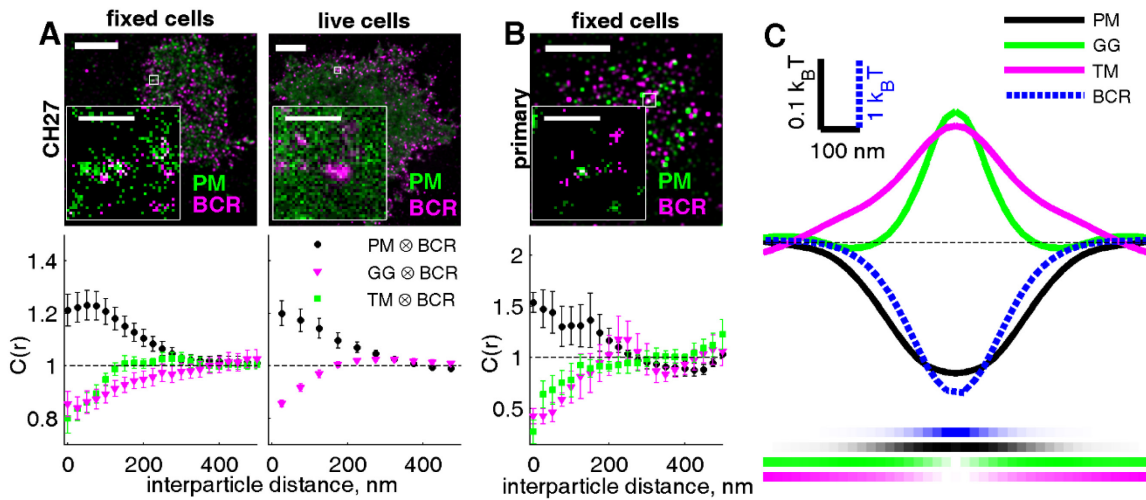 A
fixed cells
live cells
CH27
PM
BCR
PM
BCR
C(r)
1.4
1.2
1
0.8
PM ⊗ BCR
GG ⊗ BCR
TM ⊗ BCR
0
200
400
0
200
400
interparticle distance, nm
B
fixed cells
primary
PM
BCR
C(r)
2
1.5
1
0.5
0
200
400
interparticle distance, nm
C
PM
GG
TM
BCR
0.1 kBT
1 kBT
100 nm